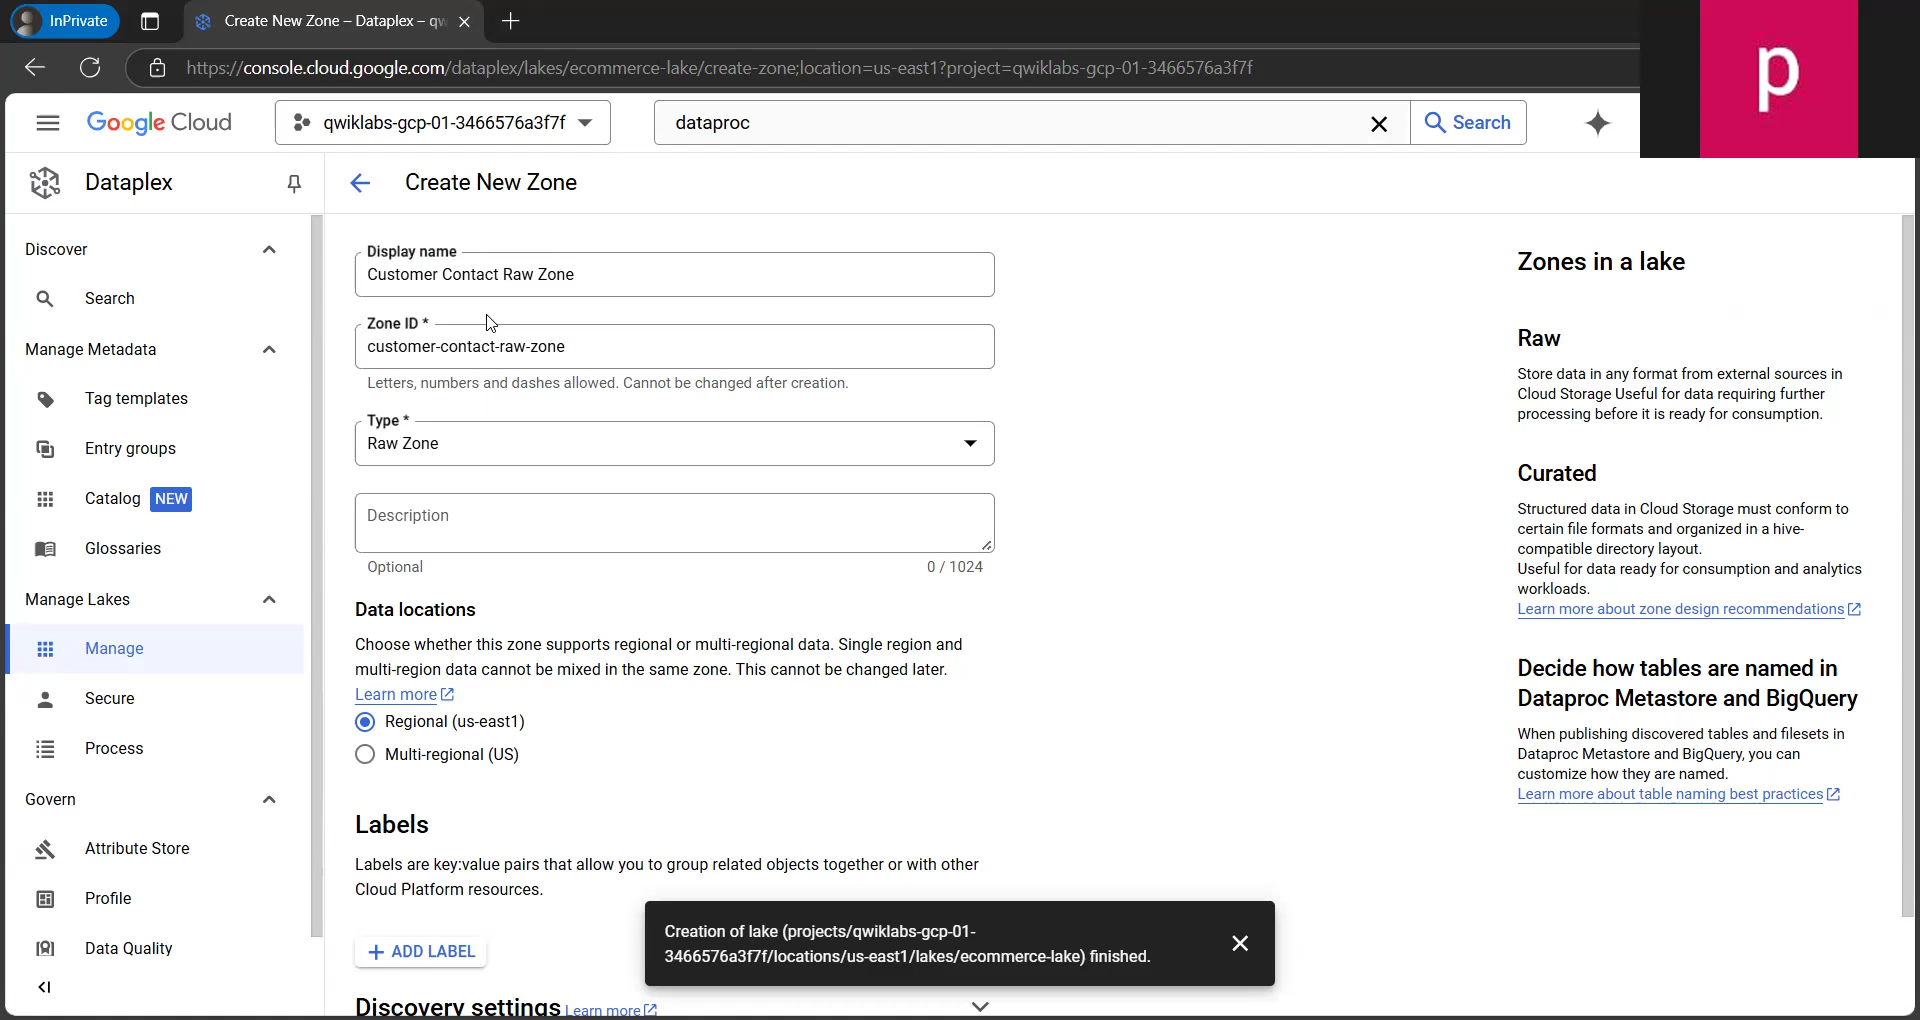 InPrivate
Create New Zone – Dataplex – qw
https://console.cloud.google.com/dataplex/lakes/ecommerce-lake/create-zone;location=us-east1?project=qwiklabs-gcp-01-3466576a3f7f
p
Google Cloud
qwiklabs-gcp-01-3466576a3f7f
dataproc
Search
Dataplex
Create New Zone
Discover
Search
Manage Metadata
Tag templates
Entry groups
Catalog NEW
Glossaries
Manage Lakes
Manage
Secure
Process
Govern
Attribute Store
Profile
Data Quality
Display name
Customer Contact Raw Zone
Zone ID *
customer-contact-raw-zone
Letters, numbers and dashes allowed. Cannot be changed after creation.
Type *
Raw Zone
Description
Optional
0 / 1024
Data locations
Choose whether this zone supports regional or multi-regional data. Single region and
multi-region data cannot be mixed in the same zone. This cannot be changed later.
Learn more
Regional (us-east1)
Multi-regional (US)
Labels
Labels are key:value pairs that allow you to group related objects together or with other
Cloud Platform resources.
+ ADD LABEL
Discovery settings Learn more
Creation of lake (projects/qwiklabs-gcp-01-
3466576a3f7f/locations/us-east1/lakes/ecommerce-lake) finished.
Zones in a lake
Raw
Store data in any format from external sources in
Cloud Storage Useful for data requiring further
processing before it is ready for consumption.
Curated
Structured data in Cloud Storage must conform to
certain file formats and organized in a hive-
compatible directory layout.
Useful for data ready for consumption and analytics
workloads.
Learn more about zone design recommendations
Decide how tables are named in
Dataproc Metastore and BigQuery
When publishing discovered tables and filesets in
Dataproc Metastore and BigQuery, you can
customize how they are named.
Learn more about table naming best practices